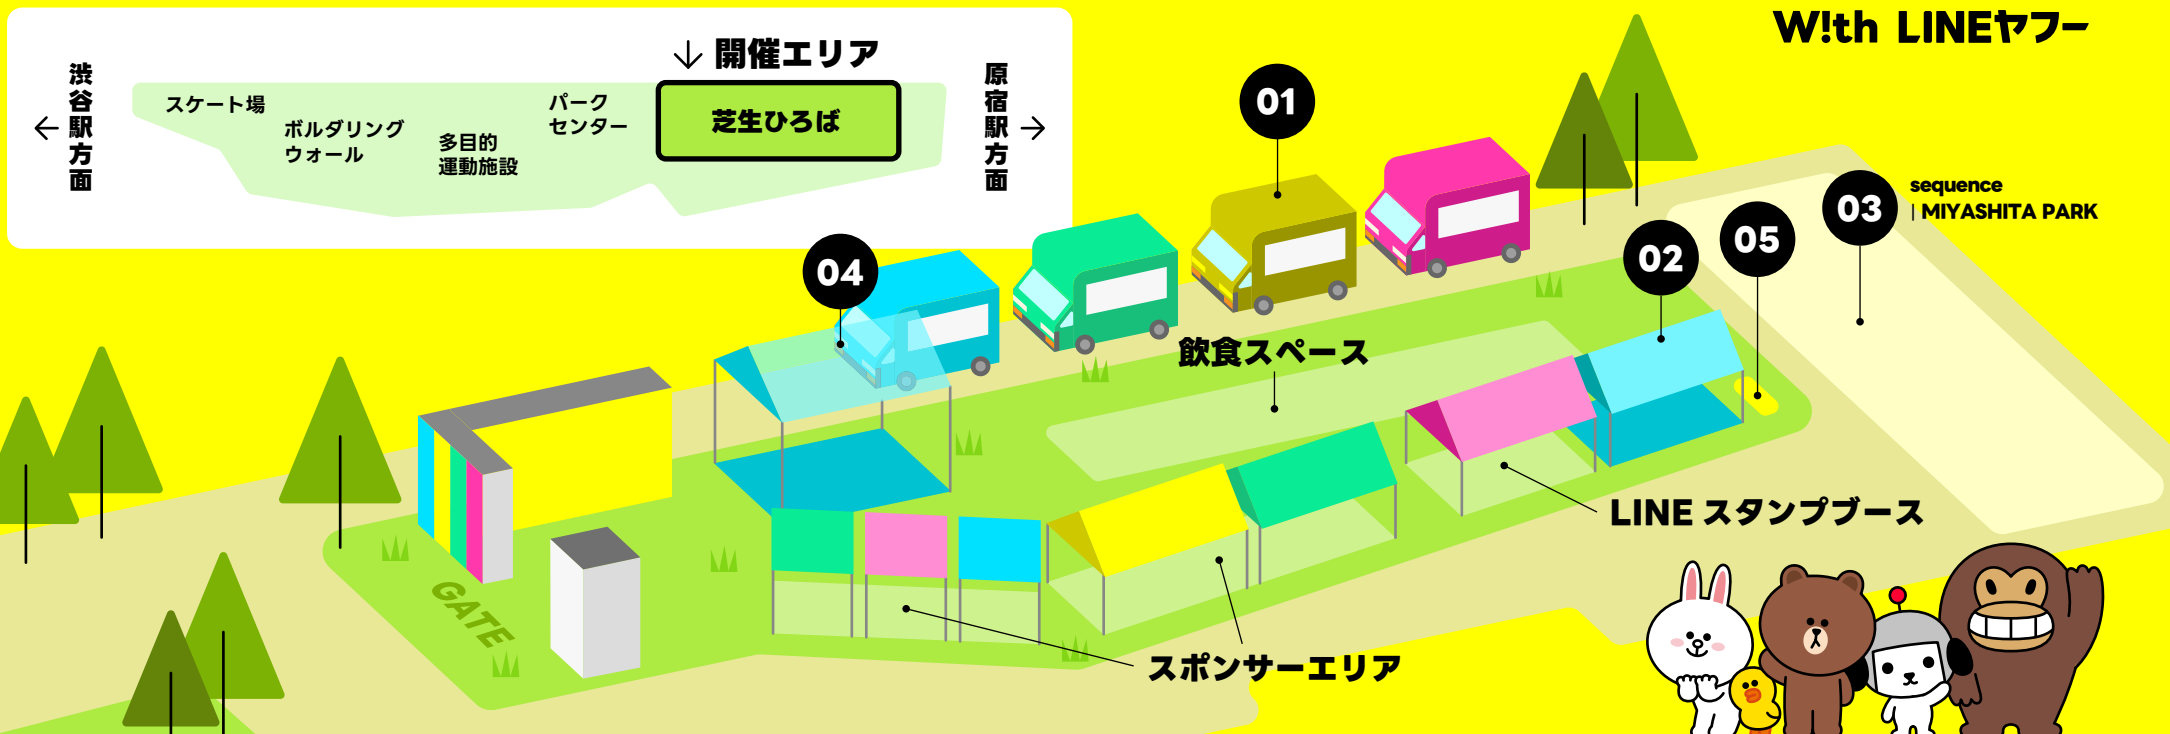 W!th LINEヤフー
↓ 開催エリア
← 渋谷駅方面
スケート場
ボルダリング
ウォール
多目的
運動施設
パーク
センター
芝生ひろば
原宿駅方面 →
01
04
02
05
03
sequence
| MIYASHITA PARK
飲食スペース
LINE スタンプブース
GATE
スポンサーエリア